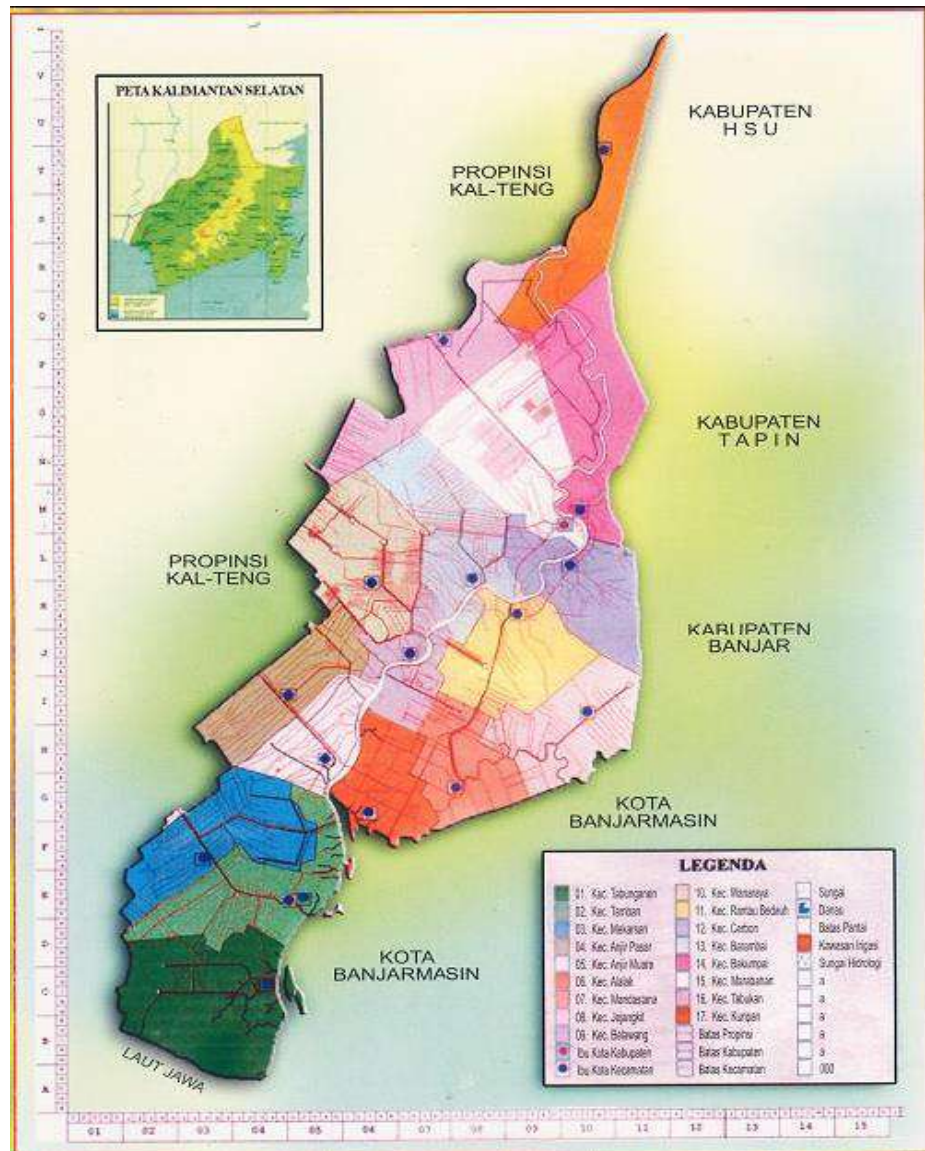 PETA KALIMANTAN SELATAN
KABUPATEN
H S U
PROPINSI
KAL-TENG
KABUPATEN
T A P I N
PROPINSI
KAL-TENG
KABUPATEN
BANJAR
KOTA
BANJARMASIN
KOTA
BANJARMASIN
LAUT JAWA
LEGENDA
01. Kec. Tabunganen
02. Kec. Tamban
03. Kec. Mekarsari
04. Kec. Anjir Pasar
05. Kec. Anjir Muara
06. Kec. Alalak
07. Kec. Mandastana
08. Kec. Jejangkit
09. Kec. Belawang
Ibu Kota Kabupaten
Ibu Kota Kecamatan
10. Kec. Wanaraya
11. Kec. Rantau Bedauh
12. Kec. Cerbon
13. Kec. Barambai
14. Kec. Bakumpai
15. Kec. Marabahan
16. Kec. Tabukan
17. Kec. Kuripan
Batas Propinsi
Batas Kabupaten
Batas Kecamatan
Sungai
Danau
Batas Pantai
Kawasan Irigasi
Sungai Hidrologi
a
a
a
a
a
000
01 02 03 04 05 06 07 08 09 10 11 12 13 14 15